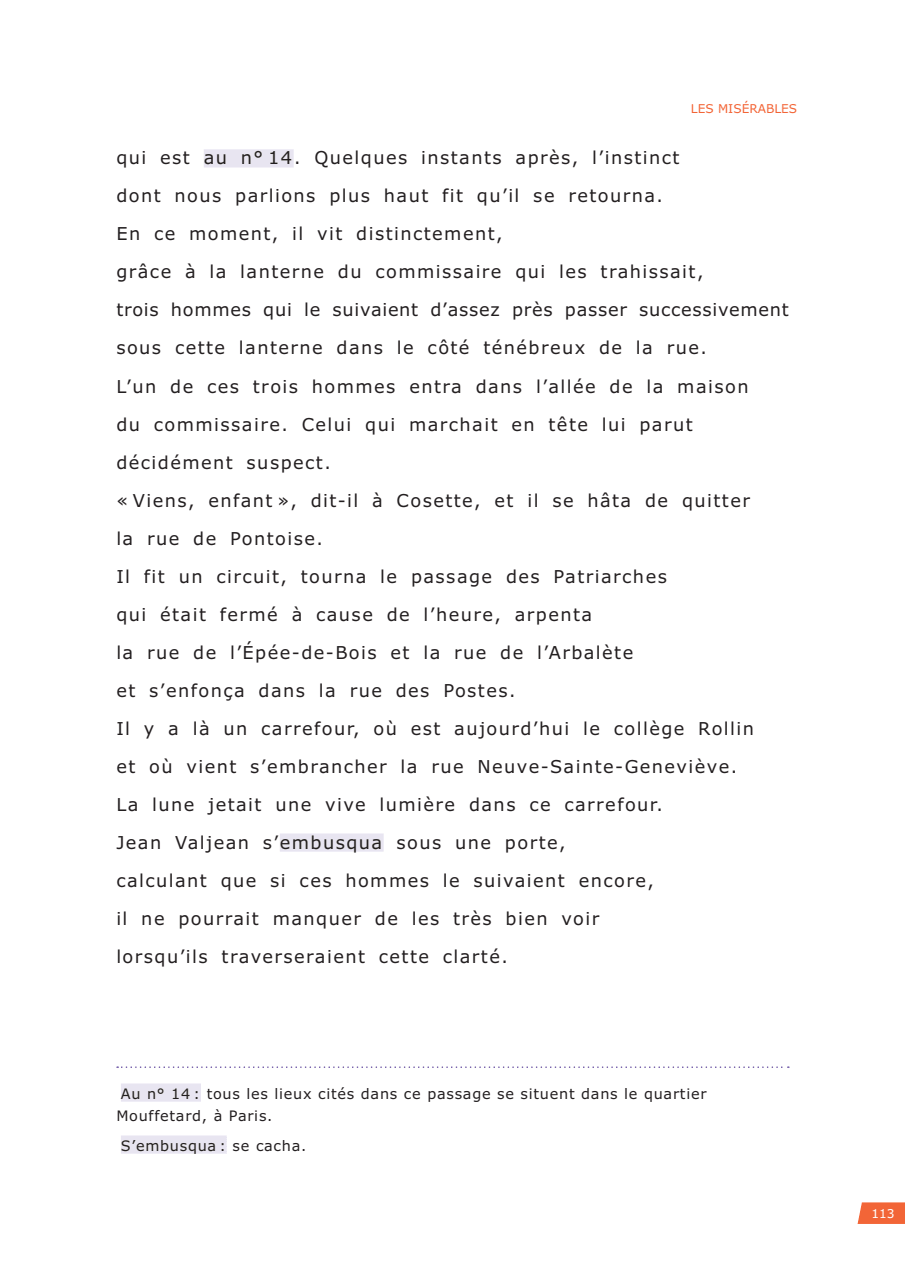 LES MISÉRABLES
qui est au n° 14. Quelques instants après, l’instinct
dont nous parlions plus haut fit qu’il se retourna.
En ce moment, il vit distinctement,
grâce à la lanterne du commissaire qui les trahissait,
trois hommes qui le suivaient d’assez près passer successivement
sous cette lanterne dans le côté ténébreux de la rue.
L’un de ces trois hommes entra dans l’allée de la maison
du commissaire. Celui qui marchait en tête lui parut
décidément suspect.
« Viens, enfant », dit-il à Cosette, et il se hâta de quitter
la rue de Pontoise.
Il fit un circuit, tourna le passage des Patriarches
qui était fermé à cause de l’heure, arpenta
la rue de l’Épée-de-Bois et la rue de l’Arbalète
et s’enfonça dans la rue des Postes.
Il y a là un carrefour, où est aujourd’hui le collège Rollin
et où vient s’embrancher la rue Neuve-Sainte-Geneviève.
La lune jetait une vive lumière dans ce carrefour.
Jean Valjean s’embusqua sous une porte,
calculant que si ces hommes le suivaient encore,
il ne pourrait manquer de les très bien voir
lorsqu’ils traverseraient cette clarté.
Au n° 14 : tous les lieux cités dans ce passage se situent dans le quartier
Mouffetard, à Paris.
S’embusqua : se cacha.
113